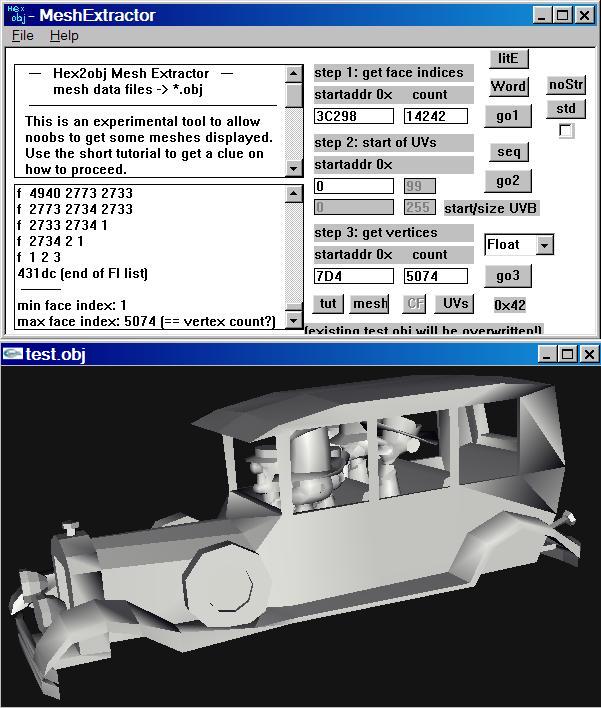 Hex obj- MeshExtractor
File Help
— Hex2obj Mesh Extractor —
mesh data files -> *.obj
This is an experimental tool to allow
noobs to get some meshes displayed.
Use the short tutorial to get a clue on
how to proceed.
f 4940 2773 2733
f 2773 2734 2733
f 2733 2734 1
f 2734 2 1
f 1 2 3
431dc (end of FI list)
min face index: 1
max face index: 5074 (== vertex count?)
step 1: get face indices
startaddr 0x count
3C298 14242
step 2: start of UVs
startaddr 0x
0 99
0 255 start/size UVB
step 3: get vertices
startaddr 0x count
7D4 5074
tut mesh CF UVs
(existing test.obj will be overwritten!)
litE
Word
go1
noStr
std
seq
go2
Float
go3
0x42
test.obj